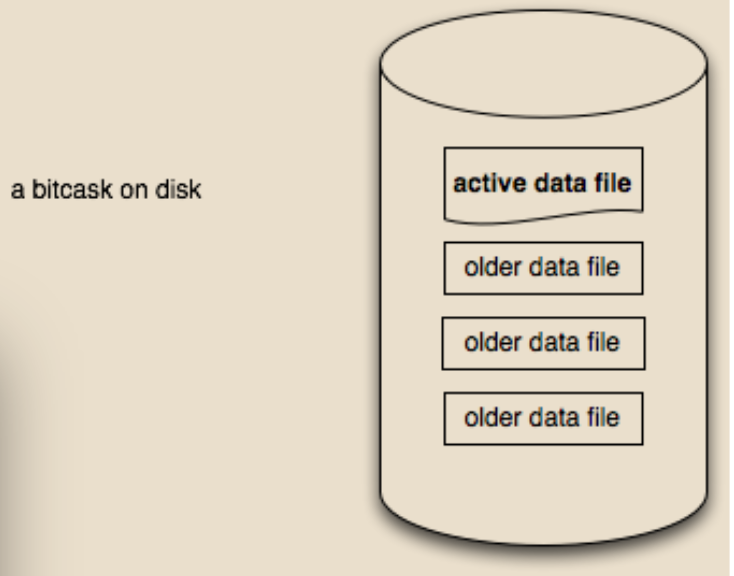 a bitcask on disk
active data file
older data file
older data file
older data file